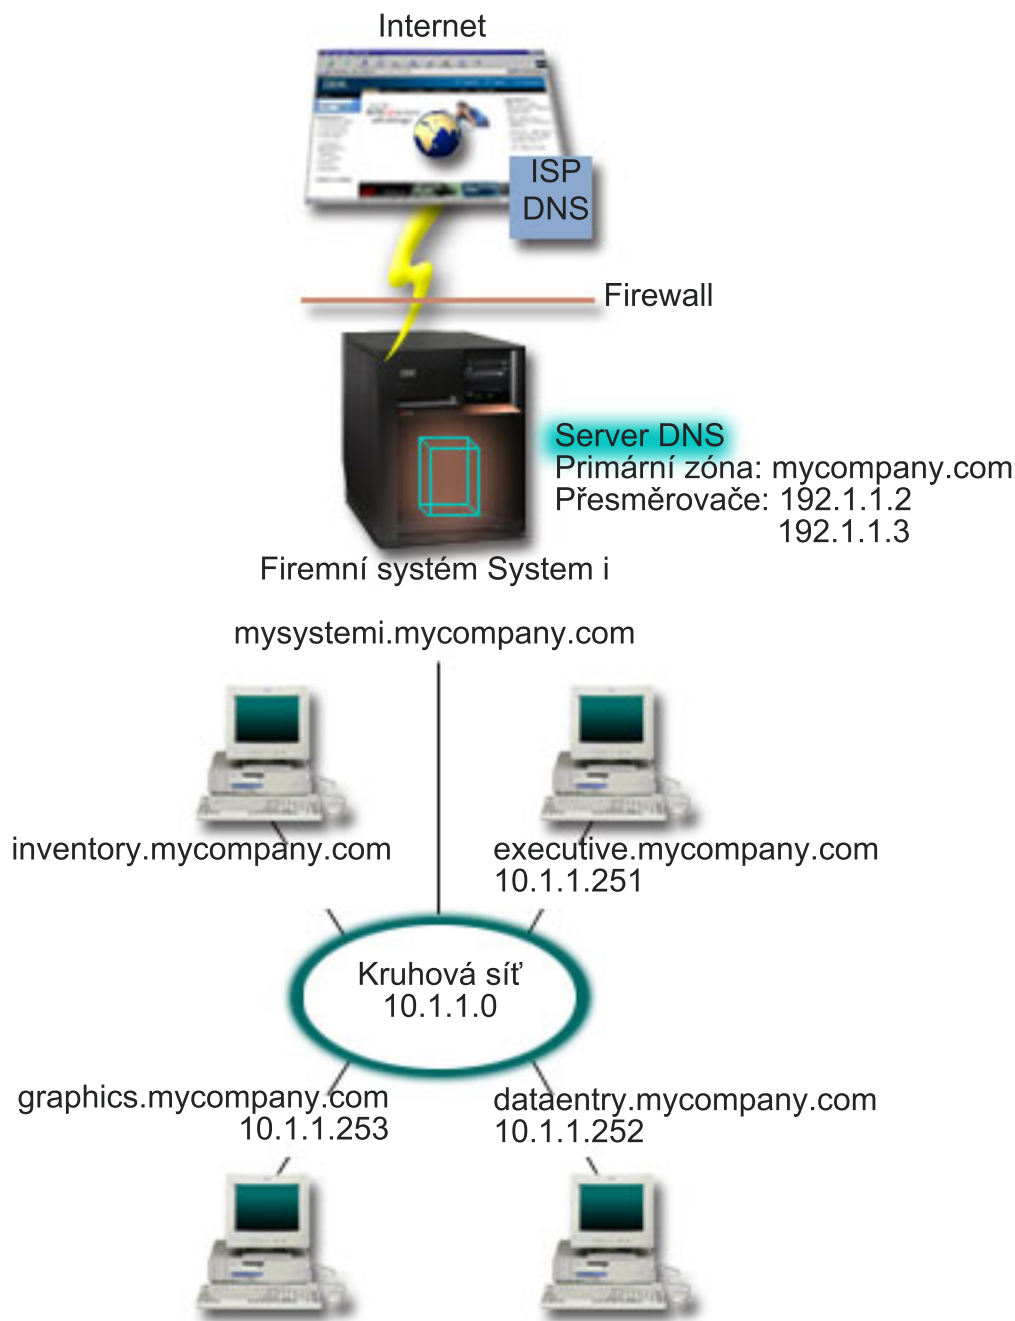 Internet
ISP
DNS
Firewall
Server DNS
Primární zóna: mycompany.com
Přesměrovače: 192.1.1.2
192.1.1.3
Firemní systém System i
mysystemi.mycompany.com
inventory.mycompany.com
executive.mycompany.com
10.1.1.251
Kruhová síť
10.1.1.0
graphics.mycompany.com
10.1.1.253
dataentry.mycompany.com
10.1.1.252